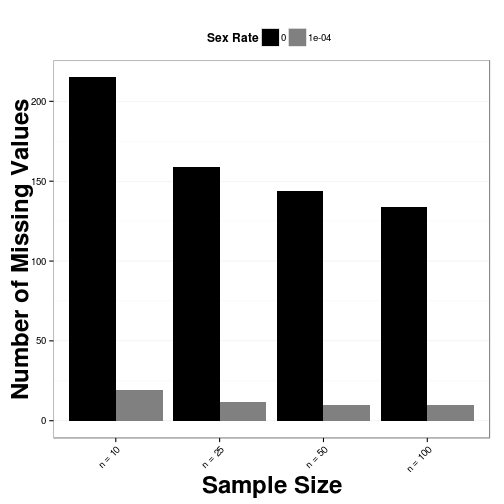 Sex Rate 0 1e-04
Number of Missing Values
200
150
100
50
0
n = 10
n = 25
n = 50
n = 100
Sample Size